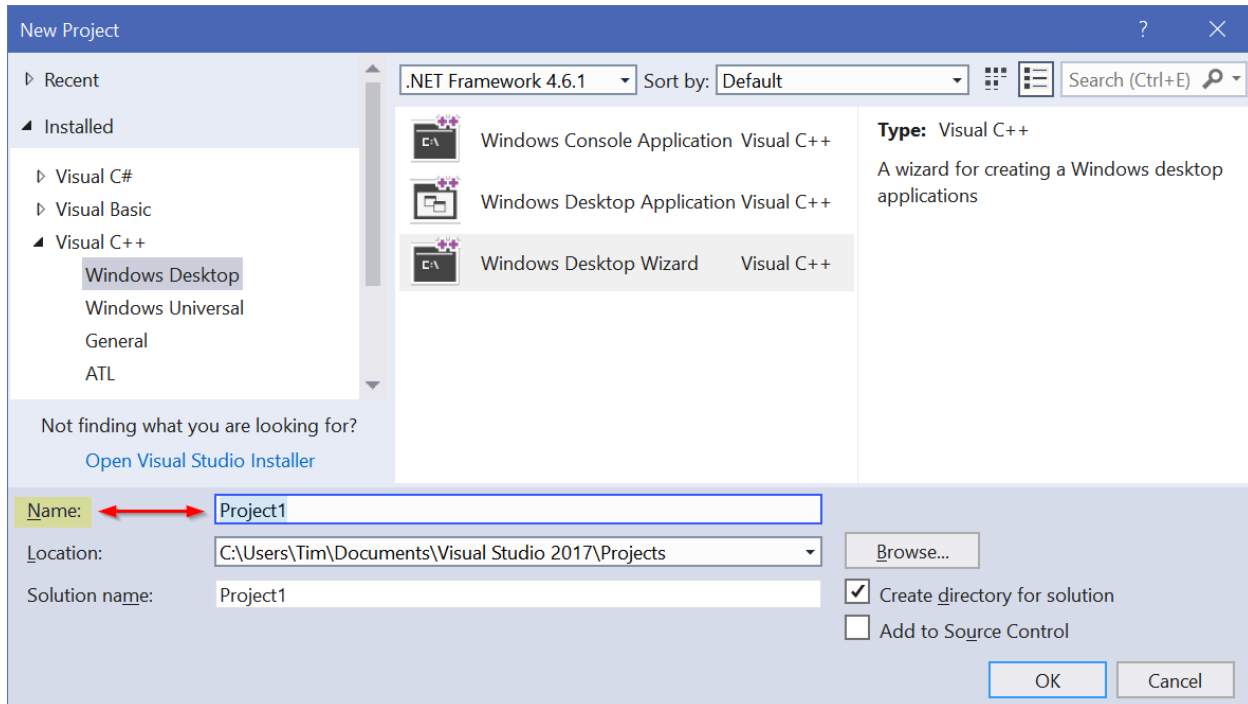 New Project
?
Recent
Installed
Visual C#
Visual Basic
Visual C++
Windows Desktop
Windows Universal
General
ATL
Not finding what you are looking for?
Open Visual Studio Installer
.NET Framework 4.6.1 Sort by: Default Search (Ctrl+E)
C:\ Windows Console Application Visual C++
Windows Desktop Application Visual C++
C:\ Windows Desktop Wizard Visual C++
Type: Visual C++
A wizard for creating a Windows desktop
applications
Name: Project1
Location: C:\Users\Tim\Documents\Visual Studio 2017\Projects Browse...
Solution name: Project1
Create directory for solution
Add to Source Control
OK Cancel